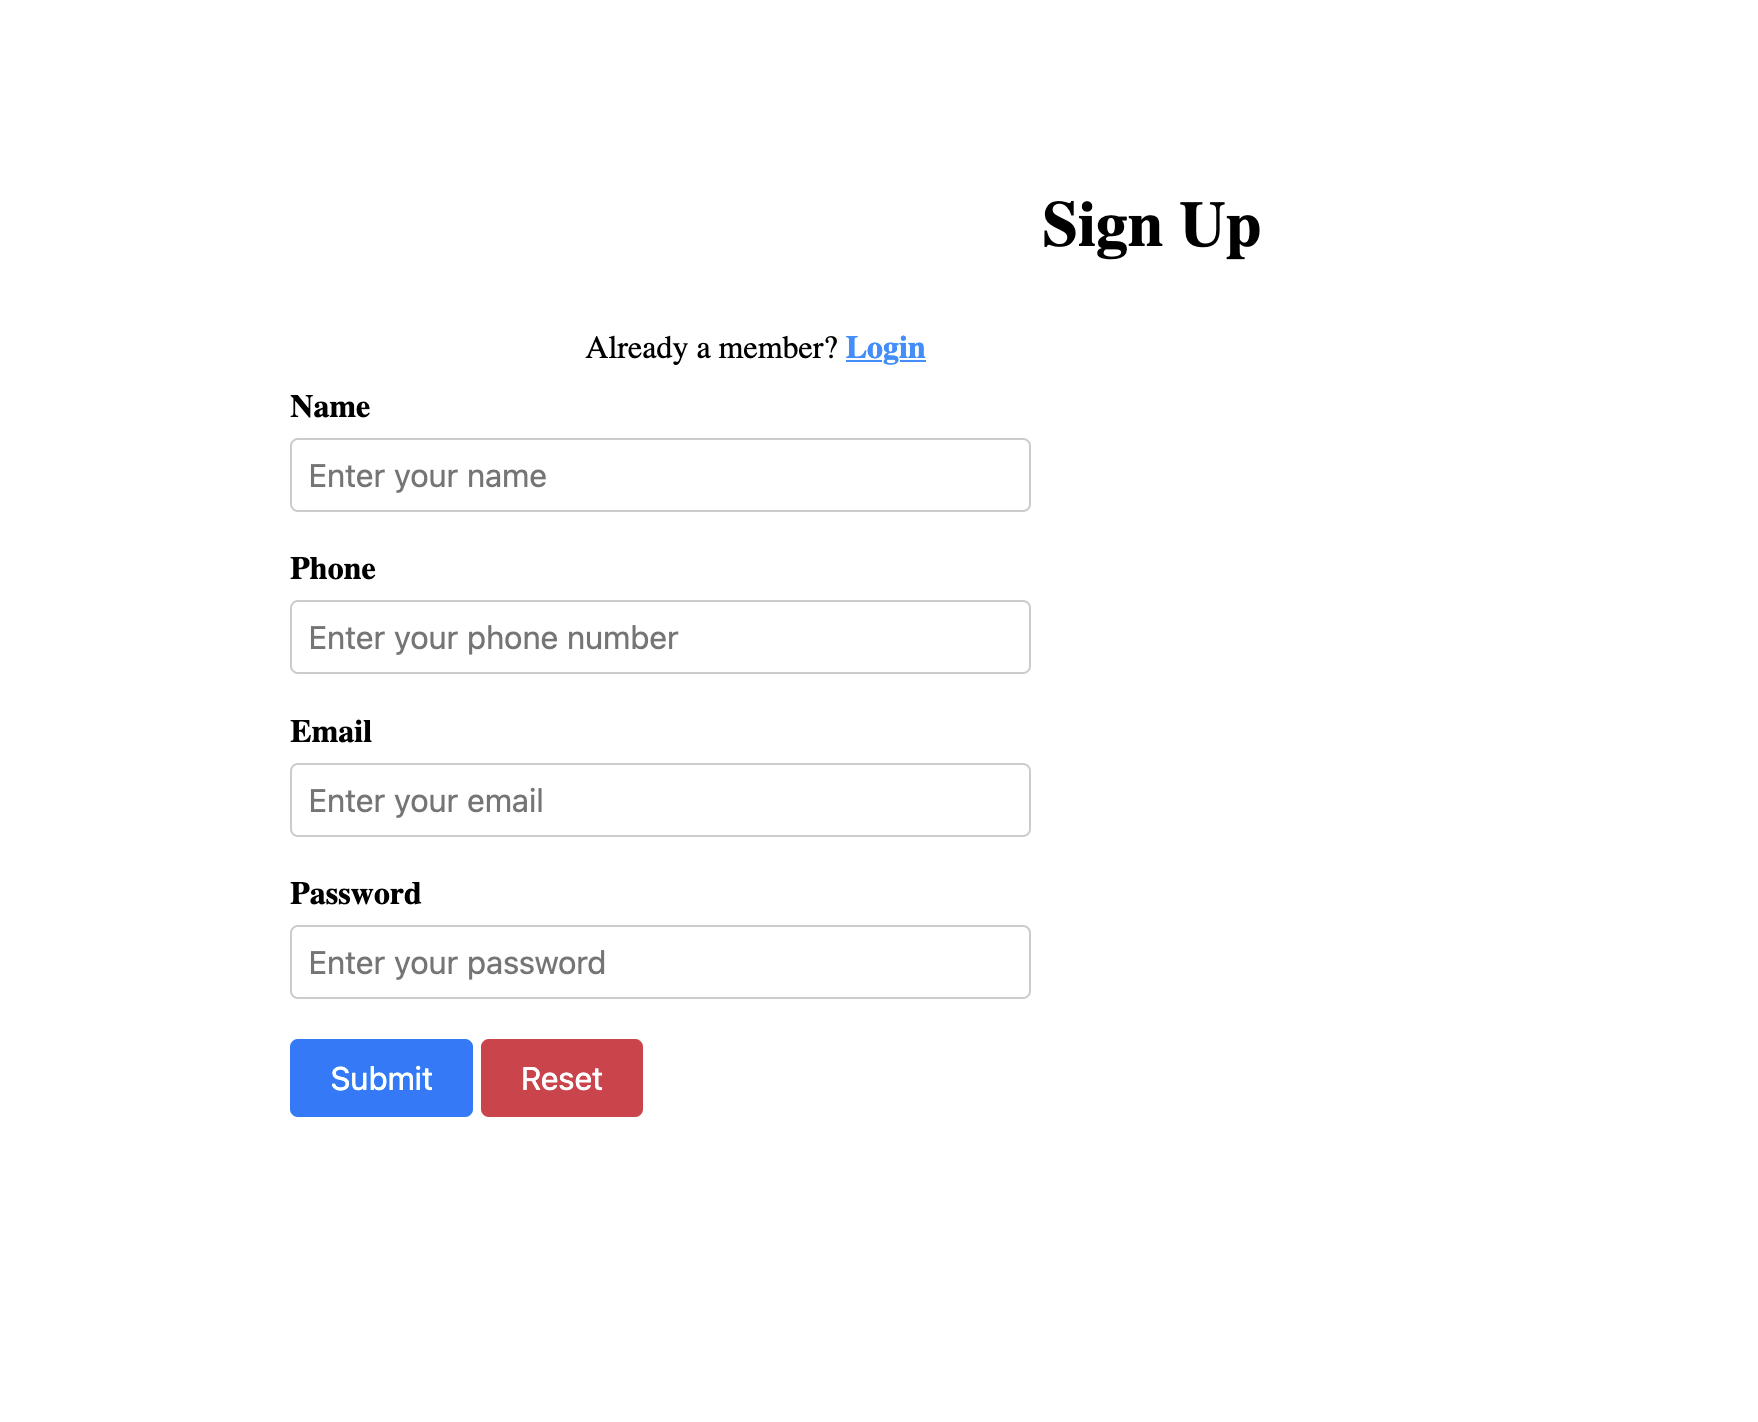 Sign Up
Already a member? Login
Name
Enter your name
Phone
Enter your phone number
Email
Enter your email
Password
Enter your password
Submit Reset